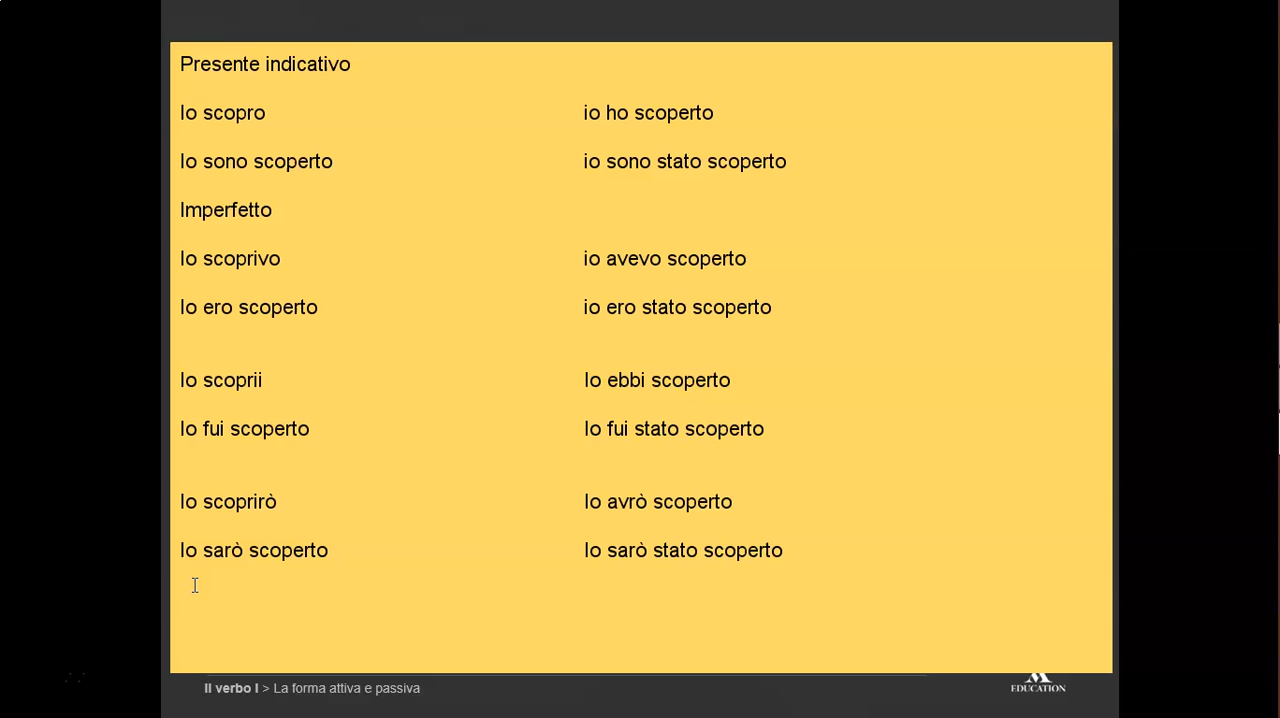 Presente indicativo
Io scopro io ho scoperto
Io sono scoperto io sono stato scoperto
Imperfetto
Io scoprivo io avevo scoperto
Io ero scoperto io ero stato scoperto
Io scoprii Io ebbi scoperto
Io fui scoperto Io fui stato scoperto
Io scoprirò Io avrò scoperto
Io sarò scoperto Io sarò stato scoperto
Il verbo I > La forma attiva e passiva
EDUCATION